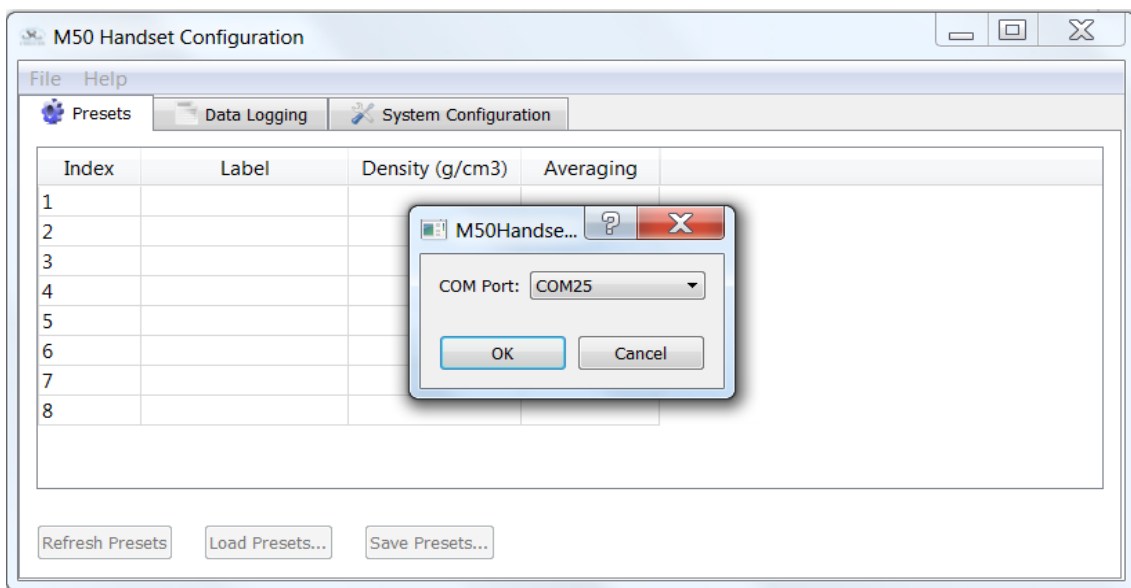 M50 Handset Configuration
File Help
Presets Data Logging System Configuration
Index Label Density (g/cm3) Averaging
1
2
M50Handse...
3
COM Port: COM25
4
5
6
OK Cancel
7
8
Refresh Presets Load Presets... Save Presets...